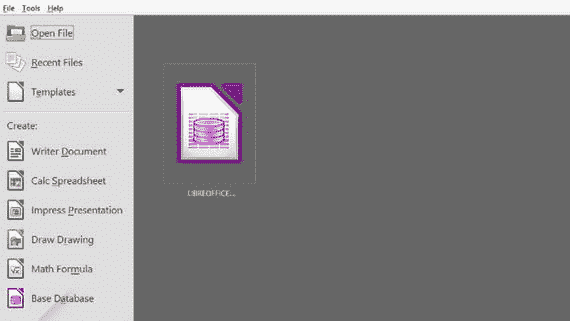 File Tools Help
Open File
Recent Files
Templates
Create:
Writer Document
Calc Spreadsheet
Impress Presentation
Draw Drawing
Math Formula
Base Database
LIBREOFFICE...